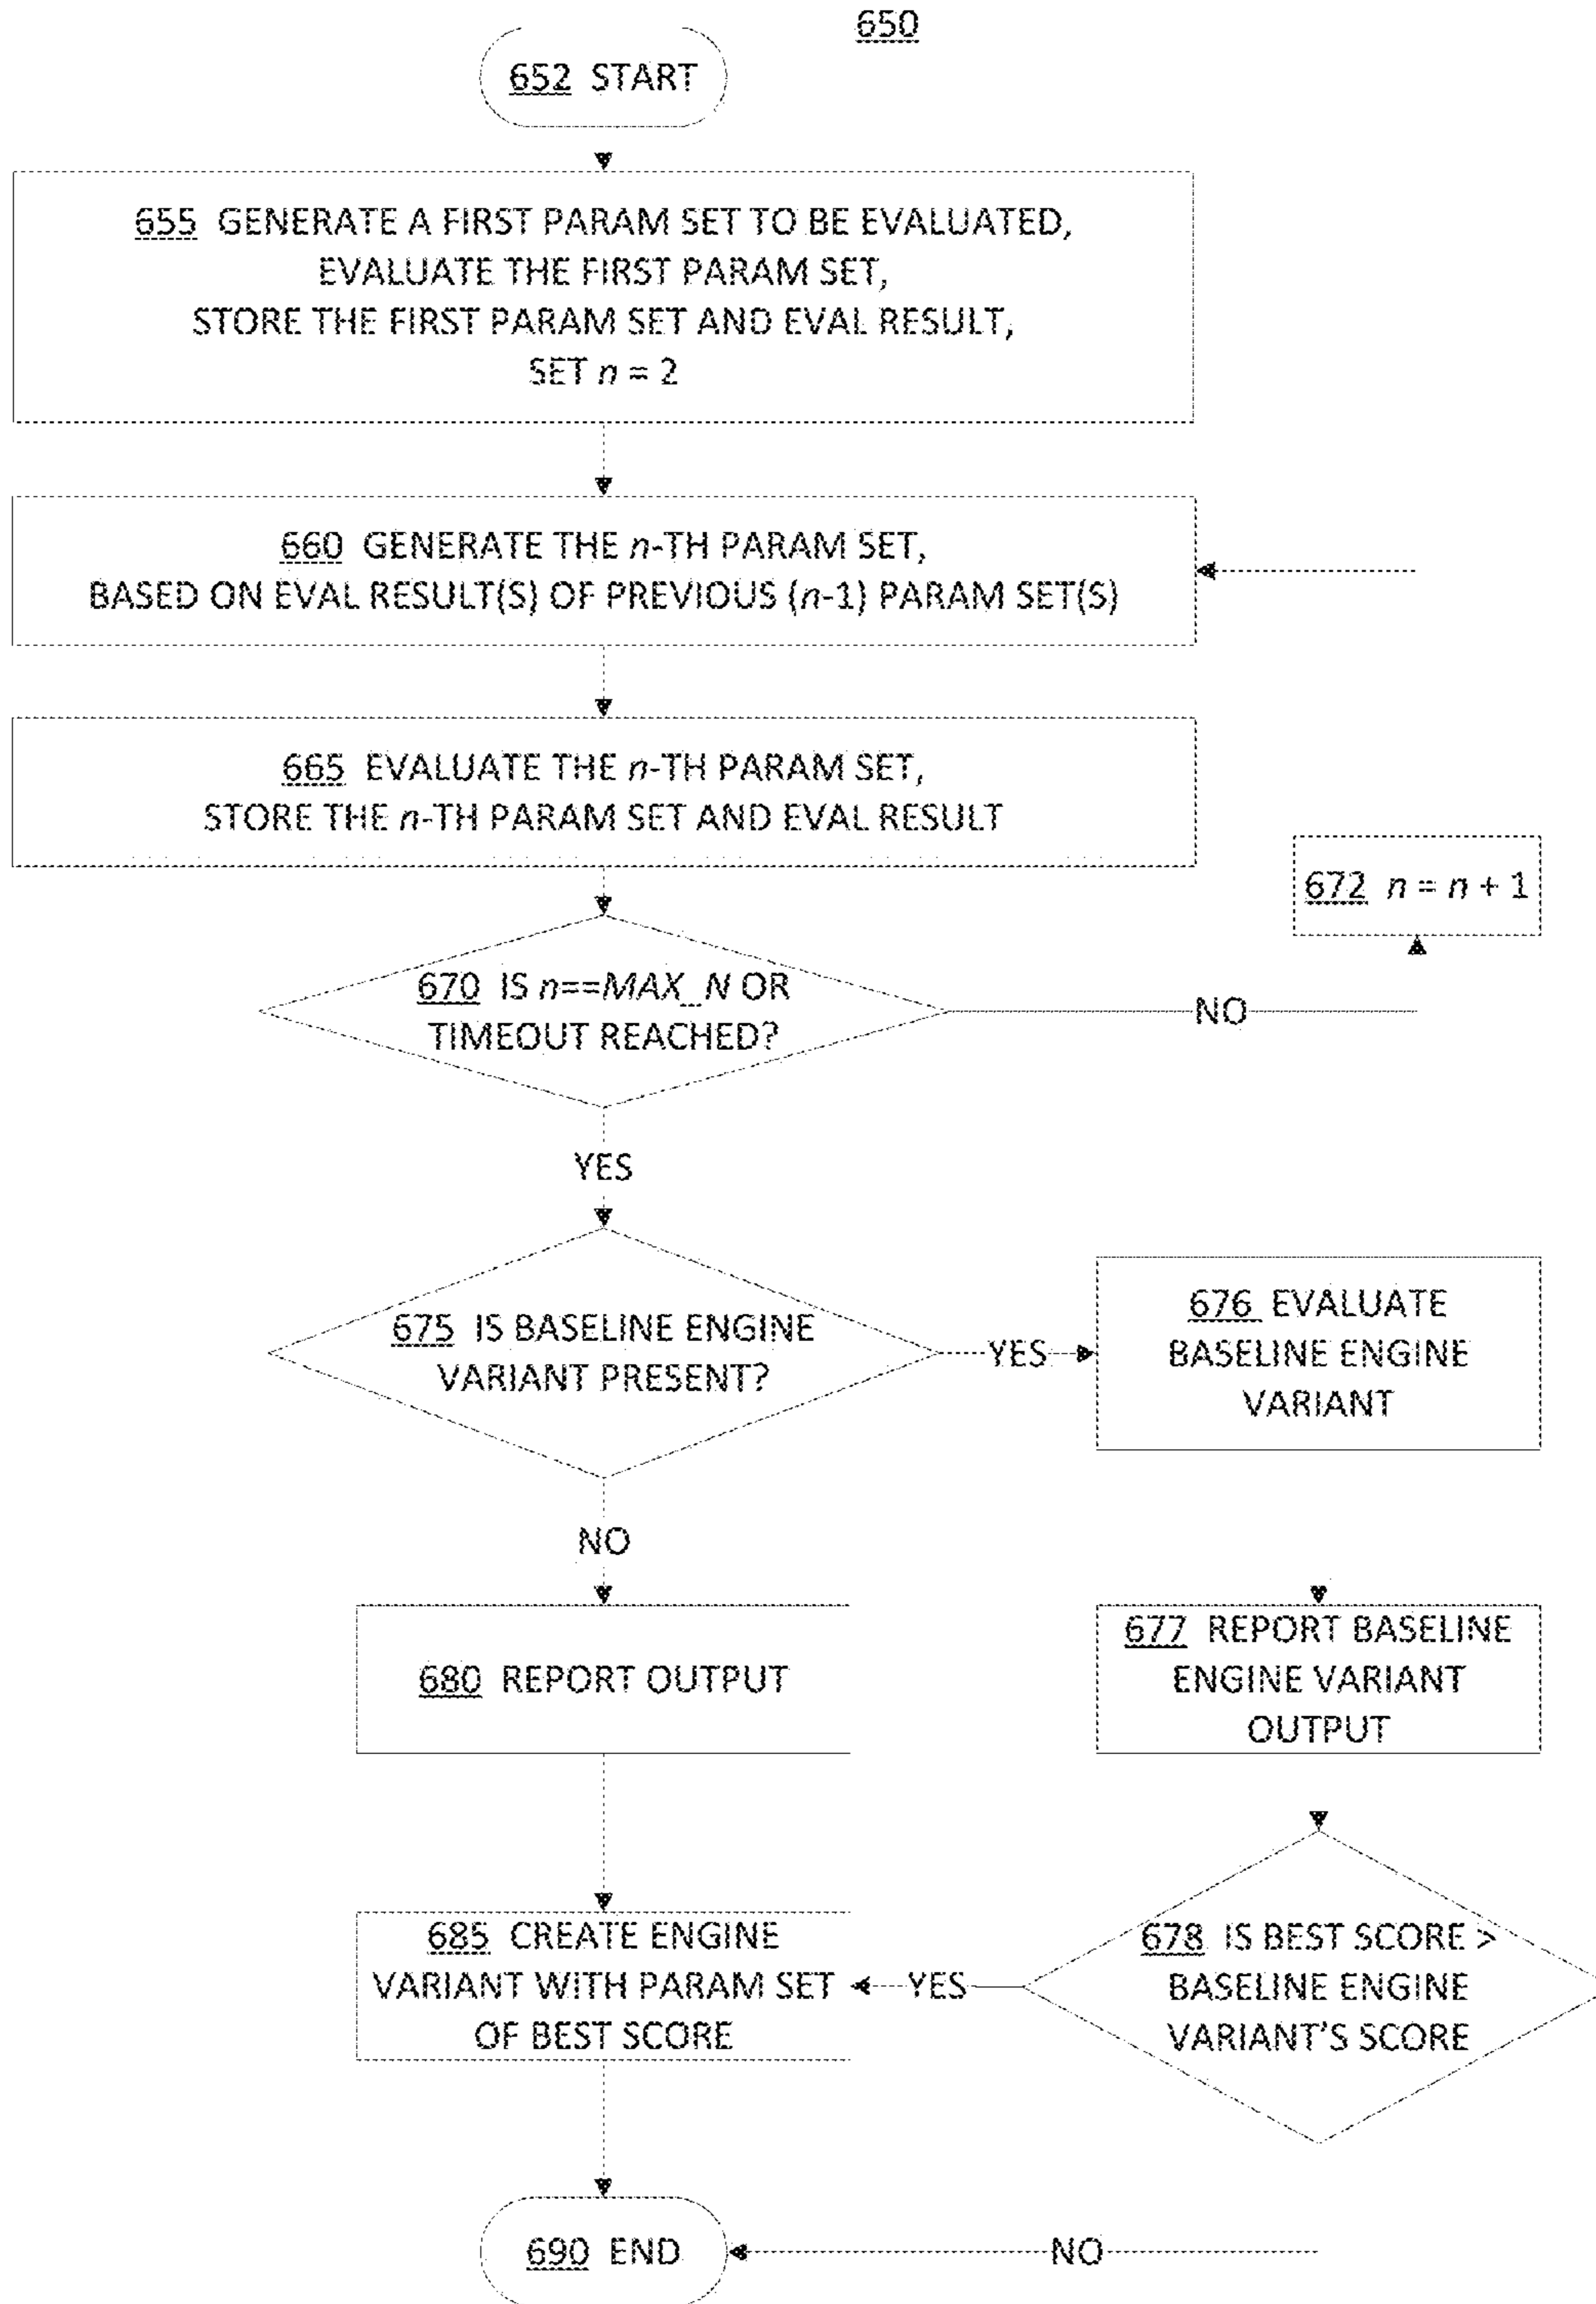 650
652 START
655 GENERATE A FIRST PARAM SET TO BE EVALUATED,
EVALUATE THE FIRST PARAM SET,
STORE THE FIRST PARAM SET AND EVAL RESULT,
SET n = 2
660 GENERATE THE n-TH PARAM SET,
BASED ON EVAL RESULT(S) OF PREVIOUS (n-1) PARAM SET(S)
665 EVALUATE THE n-TH PARAM SET,
STORE THE n-TH PARAM SET AND EVAL RESULT
672 n = n + 1
670 IS n==MAX_N OR
TIMEOUT REACHED?
NO
YES
675 IS BASELINE ENGINE
VARIANT PRESENT?
YES
676 EVALUATE
BASELINE ENGINE
VARIANT
NO
680 REPORT OUTPUT
677 REPORT BASELINE
ENGINE VARIANT
OUTPUT
685 CREATE ENGINE
VARIANT WITH PARAM SET
OF BEST SCORE
YES
678 IS BEST SCORE >
BASELINE ENGINE
VARIANT'S SCORE
690 END
NO